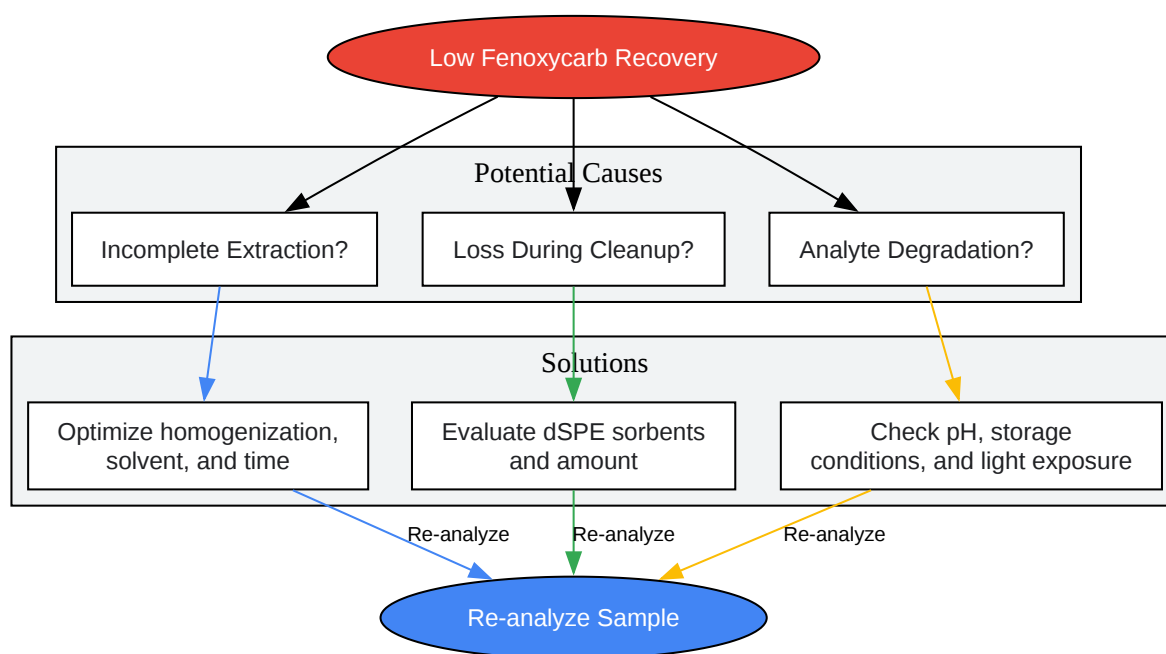 Low Fenoxycarb Recovery
Potential Causes
Incomplete Extraction?
Loss During Cleanup?
Analyte Degradation?
Solutions
Optimize homogenization,
solvent, and time
Evaluate dSPE sorbents
and amount
Check pH, storage
conditions, and light exposure
Re-analyze
Re-analyze
Re-analyze
Re-analyze Sample